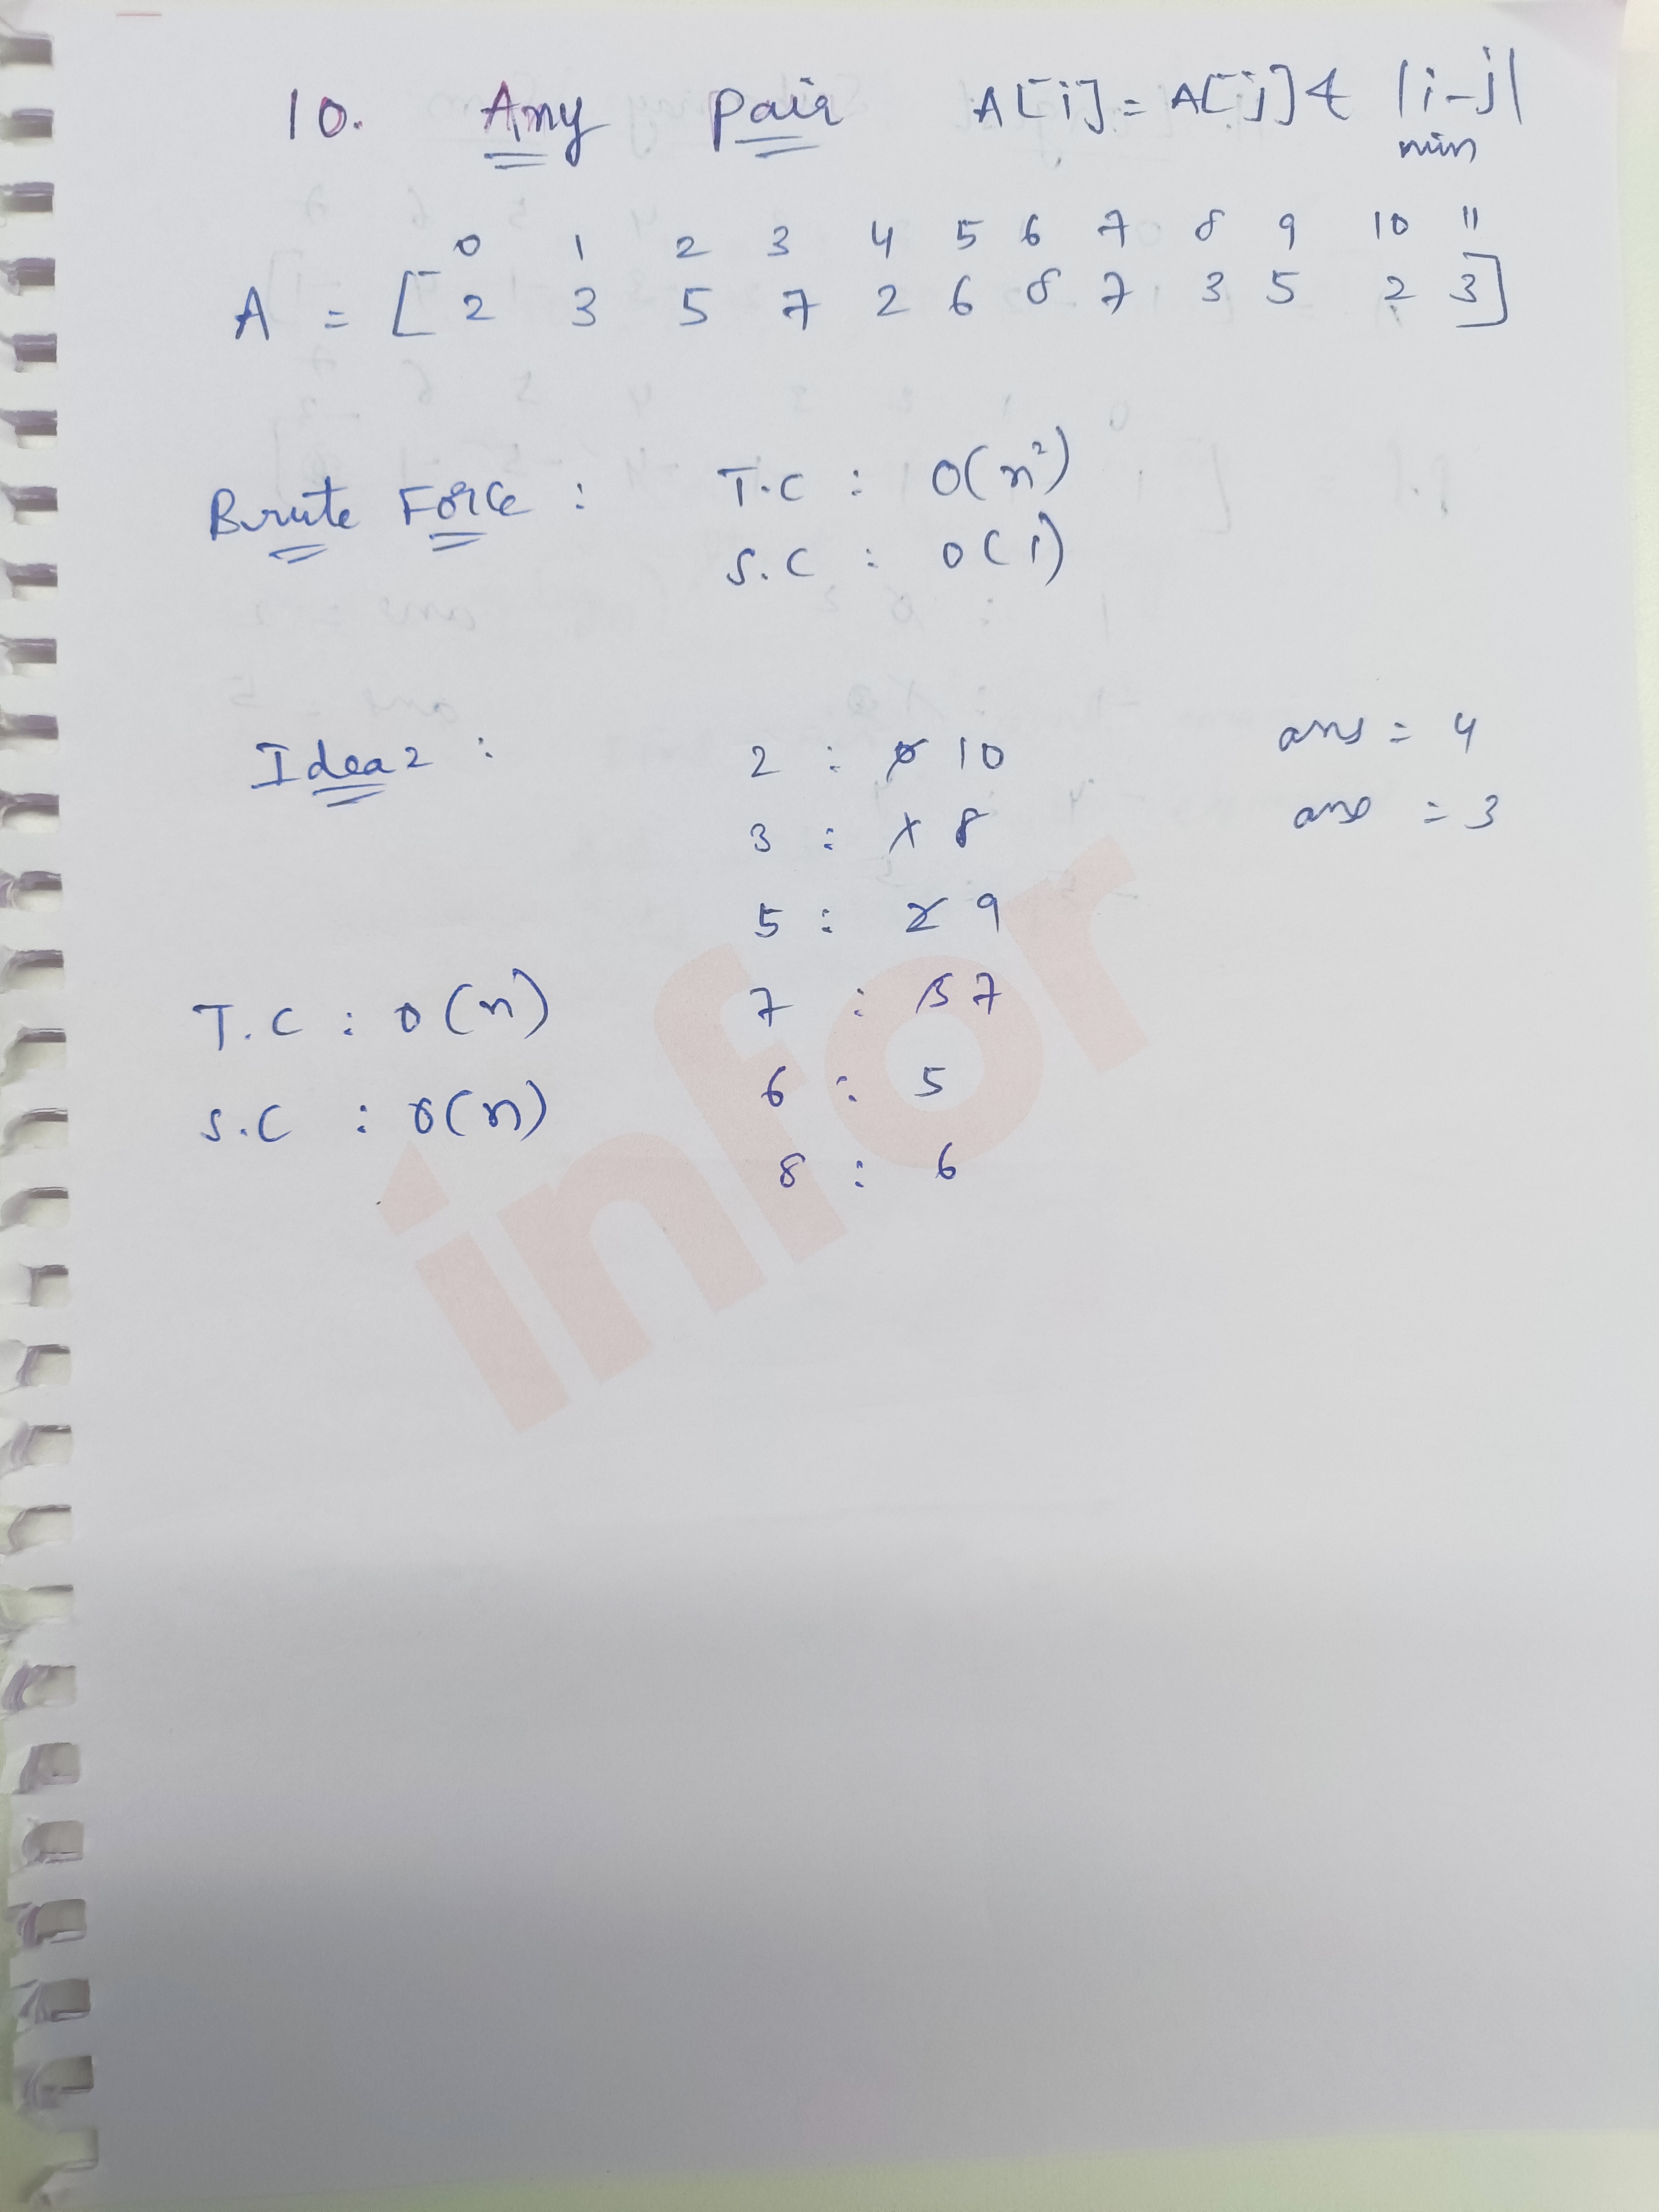 10. Any Pair A[i] = A[j] & |i-j|
min
0 1 2 3 4 5 6 7 8 9 10 11
A = [ 2 3 5 7 2 6 8 7 3 5 2 3 ]
Brute Force : T.C : O(n²)
S.C : O(1)
Idea 2 : 2 : 0 10 ans = 4
3 : 1 8 ans = 3
5 : 2 9
T.C : O(n) 7 : 3 7
S.C : O(n) 6 : 5
8 : 6
infor